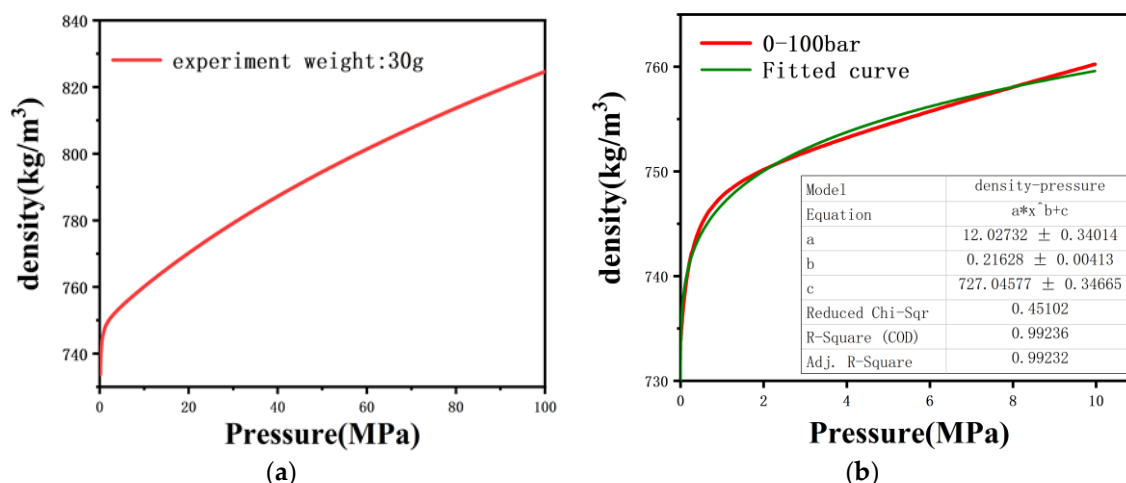 840
820
800
780
760
740
density(kg/m³)
experiment weight:30g
0 20 40 60 80 100
Pressure(MPa)
(a)
760
750
740
730
density(kg/m³)
0-100bar
Fitted curve
Model density-pressure
Equation a*x^b+c
a 12.02732 ± 0.34014
b 0.21628 ± 0.00413
c 727.04577 ± 0.34665
Reduced Chi-Sqr 0.45102
R-Square (COD) 0.99236
Adj. R-Square 0.99232
0 2 4 6 8 10
Pressure(MPa)
(b)